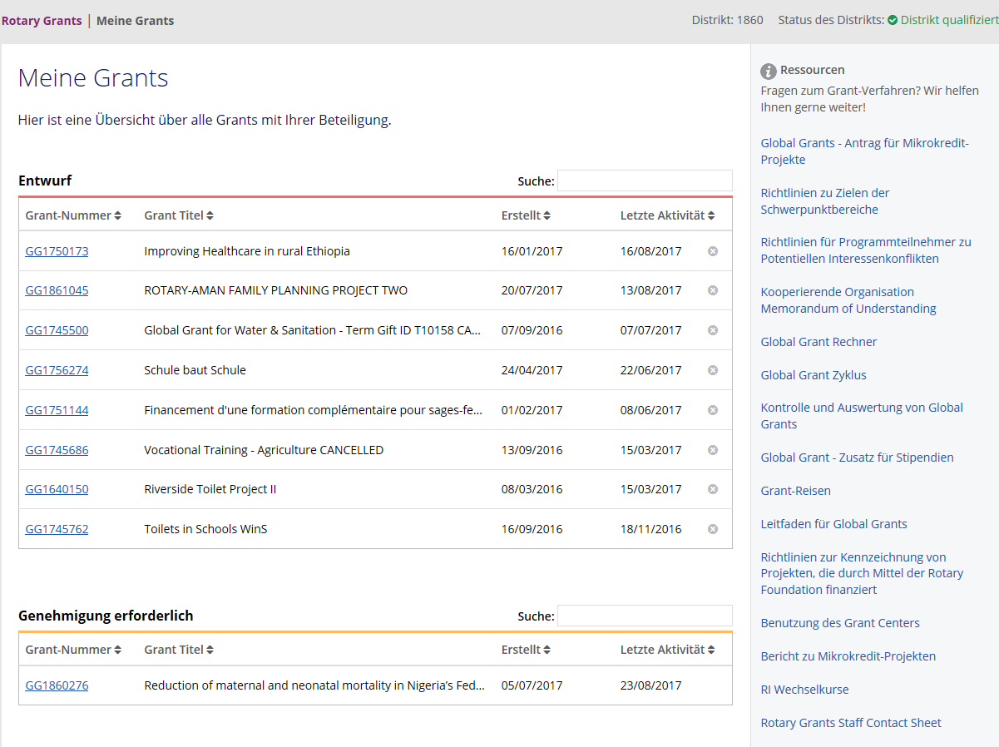 Rotary Grants | Meine Grants
Distrikt: 1860 Status des Distrikts: Distrikt qualifiziert
Meine Grants
Hier ist eine Übersicht über alle Grants mit Ihrer Beteiligung.
Entwurf Suche:
Grant-Nummer Grant Titel Erstellt Letzte Aktivität
GG1750173 Improving Healthcare in rural Ethiopia 16/01/2017 16/08/2017
GG1861045 ROTARY-AMAN FAMILY PLANNING PROJECT TWO 20/07/2017 13/08/2017
GG1745500 Global Grant for Water & Sanitation - Term Gift ID T10158 CA... 07/09/2016 07/07/2017
GG1756274 Schule baut Schule 24/04/2017 22/06/2017
GG1751144 Financement d'une formation complémentaire pour sages-fe... 01/02/2017 08/06/2017
GG1745686 Vocational Training - Agriculture CANCELLED 13/09/2016 15/03/2017
GG1640150 Riverside Toilet Project II 08/03/2016 15/03/2017
GG1745762 Toilets in Schools WinS 16/09/2016 18/11/2016
Genehmigung erforderlich Suche:
Grant-Nummer Grant Titel Erstellt Letzte Aktivität
GG1860276 Reduction of maternal and neonatal mortality in Nigeria’s Fed... 05/07/2017 23/08/2017
Ressourcen
Fragen zum Grant-Verfahren? Wir helfen
Ihnen gerne weiter!
Global Grants - Antrag für Mikrokredit-
Projekte
Richtlinien zu Zielen der
Schwerpunktbereiche
Richtlinien für Programmteilnehmer zu
Potentiellen Interessenkonflikten
Kooperierende Organisation
Memorandum of Understanding
Global Grant Rechner
Global Grant Zyklus
Kontrolle und Auswertung von Global
Grants
Global Grant - Zusatz für Stipendien
Grant-Reisen
Leitfaden für Global Grants
Richtlinien zur Kennzeichnung von
Projekten, die durch Mittel der Rotary
Foundation finanziert
Benutzung des Grant Centers
Bericht zu Mikrokredit-Projekten
RI Wechselkurse
Rotary Grants Staff Contact Sheet